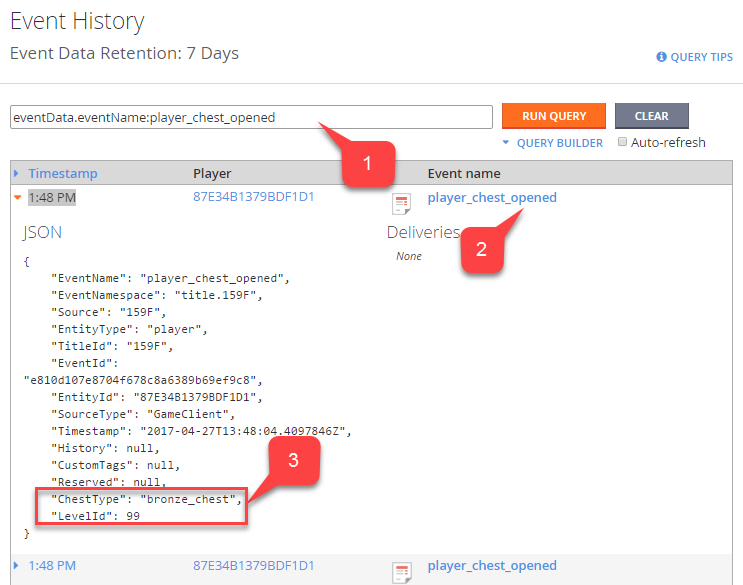 Event History
Event Data Retention: 7 Days
QUERY TIPS
eventData.eventName:player_chest_opened
RUN QUERY
CLEAR
QUERY BUILDER
Auto-refresh
1
Timestamp
Player
Event name
1:48 PM
87E34B1379BDF1D1
player_chest_opened
JSON
Deliveries
2
None
{
"EventName": "player_chest_opened",
"EventNamespace": "title.159F",
"Source": "159F",
"EntityType": "player",
"TitleId": "159F",
"EventId":
"e810d107e8704f678c8a6389b69ef9c8",
"EntityId": "87E34B1379BDF1D1",
"SourceType": "GameClient",
"Timestamp": "2017-04-27T13:48:04.4097846Z",
"History": null,
"CustomTags": null,
"Reserved": null,
3
"ChestType": "bronze_chest",
"LevelId": 99
}
1:48 PM
87E34B1379BDF1D1
player_chest_opened